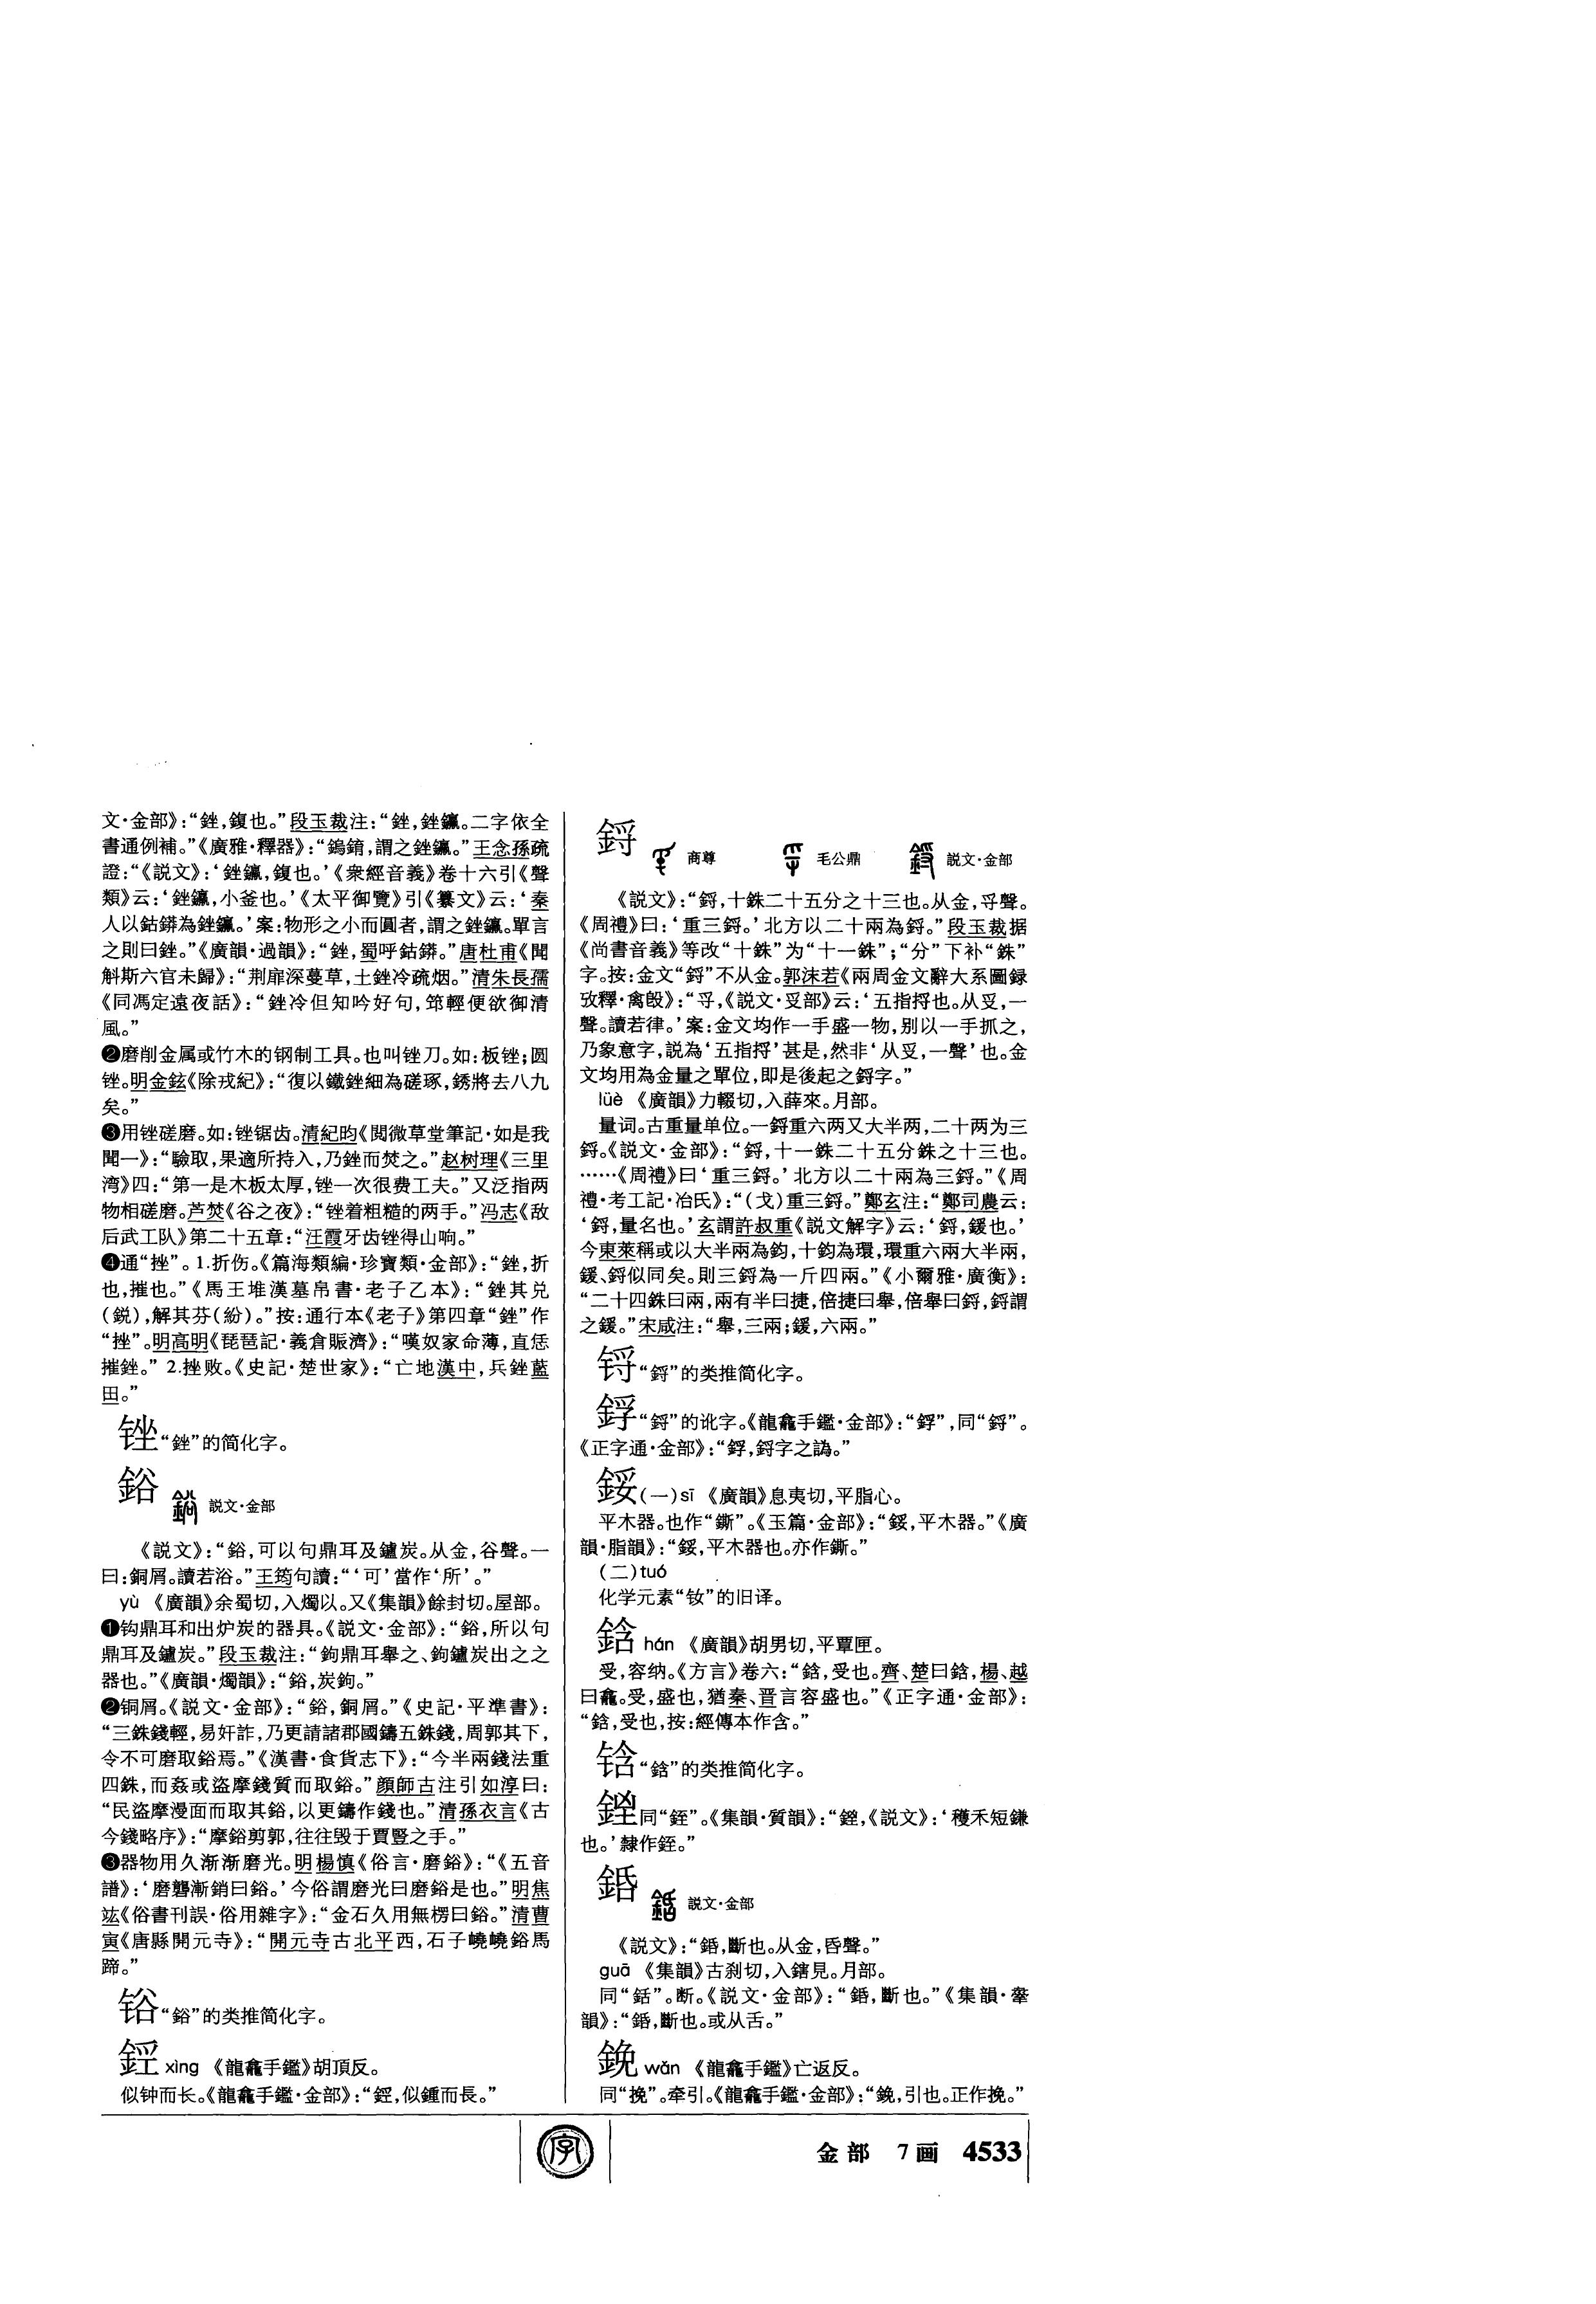 文·金部》：“銼，鍑也。”段玉裁注：“銼，銼鑹。二字依全
書通例補。”《廣雅·釋器》：“鎢錥，謂之銼鑹。”王念孫疏
證：“《説文》：‘銼鑹，鍑也。’《衆經音義》卷十六引《聲
類》云：‘銼鑹，小釜也。’《太平御覽》引《纂文》云：‘秦
人以鈷鏻為銼鑹。’案：物形之小而圓者，謂之銼鑹。單言
之則曰銼。”《廣韻·過韻》：“銼，蜀呼鈷鏻。”唐杜甫《聞
斛斯六官未歸》：“荆扉深蔓草，土銼冷疏烟。”清朱長孺
《同馮定遠夜話》：“銼冷但知吟好句，筇輕便欲御清
風。”
❷磨削金属或竹木的钢制工具。也叫锉刀。如：板锉；圆
锉。明金鉉《除戎紀》：“復以鐵銼細為磋琢，銹將去八九
矣。”
❸用锉磋磨。如：锉锯齿。清紀昀《閲微草堂筆記·如是我
聞一》：“驗取，果適所持入，乃銼而焚之。”赵树理《三里
湾》四：“第一是木板太厚，锉一次很费工夫。”又泛指两
物相磋磨。芦焚《谷之夜》：“锉着粗糙的两手。”冯志《敌
后武工队》第二十五章：“汪霞牙齿锉得山响。”
❹通“挫”。1.折伤。《篇海類編·珍寶類·金部》：“銼，折
也，摧也。”《馬王堆漢墓帛書·老子乙本》：“銼其兑
（鋭），解其芬（紛）。”按：通行本《老子》第四章“銼”作
“挫”。明高明《琵琶記·義倉賑濟》：“嘆奴家命薄，直恁
摧銼。” 2.挫败。《史記·楚世家》：“亡地漢中，兵銼藍
田。”
锉“銼”的简化字。
鋊 説文·金部
《説文》：“鋊，可以句鼎耳及鑪炭。从金，谷聲。一
曰：銅屑。讀若浴。”王筠句讀：“‘可’當作‘所’。”
yù 《廣韻》余蜀切，入燭以。又《集韻》餘封切。屋部。
❶钩鼎耳和出炉炭的器具。《説文·金部》：“鋊，所以句
鼎耳及鑪炭。”段玉裁注：“鉤鼎耳舉之、鉤鑪炭出之之
器也。”《廣韻·燭韻》：“鋊，炭鉤。”
❷铜屑。《説文·金部》：“鋊，銅屑。”《史記·平準書》：
“三銖錢輕，易奸詐，乃更請諸郡國鑄五銖錢，周郭其下，
令不可磨取鋊焉。”《漢書·食貨志下》：“今半兩錢法重
四銖，而姦或盜摩錢質而取鋊。”顔師古注引如淳曰：
“民盜摩漫面而取其鋊，以更鑄作錢也。”清孫衣言《古
今錢略序》：“摩鋊剪郭，往往毁于賈豎之手。”
❸器物用久渐渐磨光。明楊慎《俗言·磨鋊》：“《五音
譜》：‘磨礱漸銷曰鋊。’今俗謂磨光曰磨鋊是也。”明焦
竑《俗書刊誤·俗用雜字》：“金石久用無楞曰鋊。”清曹
寅《唐縣開元寺》：“開元寺古北平西，石子嶢嶢鋊馬
蹄。”
𬭁“鋊”的类推简化字。
鋞 xìng 《龍龕手鑑》胡頂反。
似钟而长。《龍龕手鑑·金部》：“鋞，似鍾而長。”
鋝 商尊 毛公鼎 説文·金部
《説文》：“鋝，十銖二十五分之十三也。从金，寽聲。
《周禮》曰：‘重三鋝。’北方以二十兩為鋝。”段玉裁据
《尚書音義》等改“十銖”为“十一銖”；“分”下补“銖”
字。按：金文“鋝”不从金。郭沫若《兩周金文辭大系圖録
攷釋·禽𣪘》：“寽，《説文·𠬪部》云：‘五指捋也。从𠬪，一
聲。讀若律。’案：金文均作一手盛一物，别以一手抓之，
乃象意字，説為‘五指捋’甚是，然非‘从𠬪，一聲’也。金
文均用為金量之單位，即是後起之鋝字。”
lüè 《廣韻》力輟切，入薛來。月部。
量词。古重量单位。一鋝重六两又大半两，二十两为三
鋝。《説文·金部》：“鋝，十一銖二十五分銖之十三也。
……《周禮》曰‘重三鋝。’北方以二十兩為三鋝。”《周
禮·考工記·冶氏》：“（戈）重三鋝。”鄭玄注：“鄭司農云：
‘鋝，量名也。’玄謂許叔重《説文解字》云：‘鋝，鍰也。’
今東萊稱或以大半兩為鈞，十鈞為環，環重六兩大半兩，
鍰、鋝似同矣。則三鋝為一斤四兩。”《小爾雅·廣衡》：
“二十四銖曰兩，兩有半曰捷，倍捷曰舉，倍舉曰鋝，鋝謂
之鍰。”宋咸注：“舉，三兩；鍰，六兩。”
锊“鋝”的类推简化字。
鋢“鋝”的讹字。《龍龕手鑑·金部》：“鋢”，同“鋝”。
《正字通·金部》：“鋢，鋝字之譌。”
鋖（一）sī 《廣韻》息夷切，平脂心。
平木器。也作“鐁”。《玉篇·金部》：“鋖，平木器。”《廣
韻·脂韻》：“鋖，平木器也。亦作鐁。”
（二）tuó
化学元素“钕”的旧译。
鋡 hán 《廣韻》胡男切，平覃匣。
受，容纳。《方言》卷六：“鋡，受也。齊、楚曰鋡，楊、越
曰龕。受，盛也，猶秦、晋言容盛也。”《正字通·金部》：
“鋡，受也，按：經傳本作含。”
“鋡”的类推简化字。
同“銍”。《集韻·質韻》：“《説文》：‘穫禾短鎌
也。’隸作銍。”
説文·金部
《説文》：“斷也。从金，昏聲。”
guā 《集韻》古刹切，入鎋見。月部。
同“銛”。断。《説文·金部》：“斷也。”《集韻·舝
韻》：“斷也。或从舌。”
鋔 wǎn 《龍龕手鑑》亡返反。
同“挽”。牵引。《龍龕手鑑·金部》：“鋔，引也。正作挽。”
字
金部 7画 4533